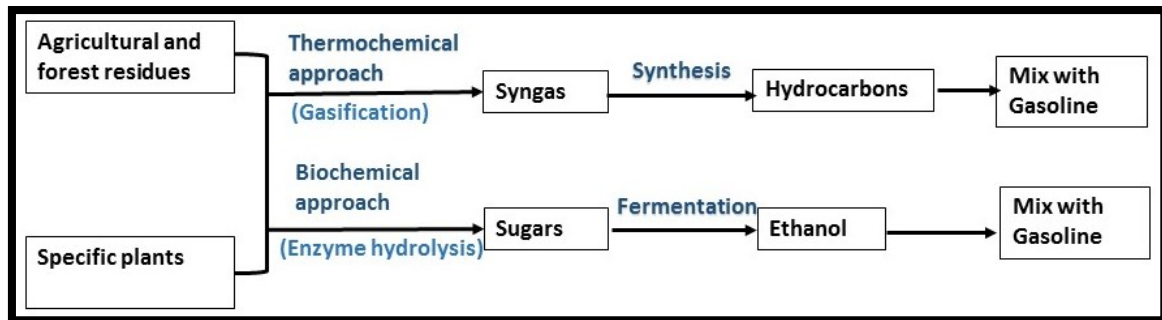 Agricultural and
forest residues
Thermochemical
approach
(Gasification)
Syngas
Synthesis
Hydrocarbons
Mix with
Gasoline
Specific plants
Biochemical
approach
(Enzyme hydrolysis)
Sugars
Fermentation
Ethanol
Mix with
Gasoline